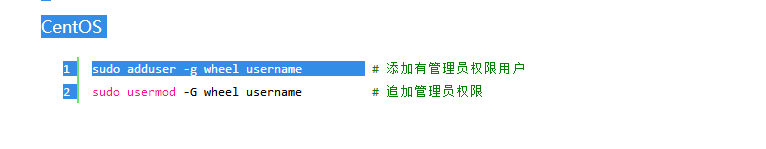 CentOS
1 sudo adduser -g wheel username # 添加有管理员权限用户
2 sudo usermod -G wheel username # 追加管理员权限